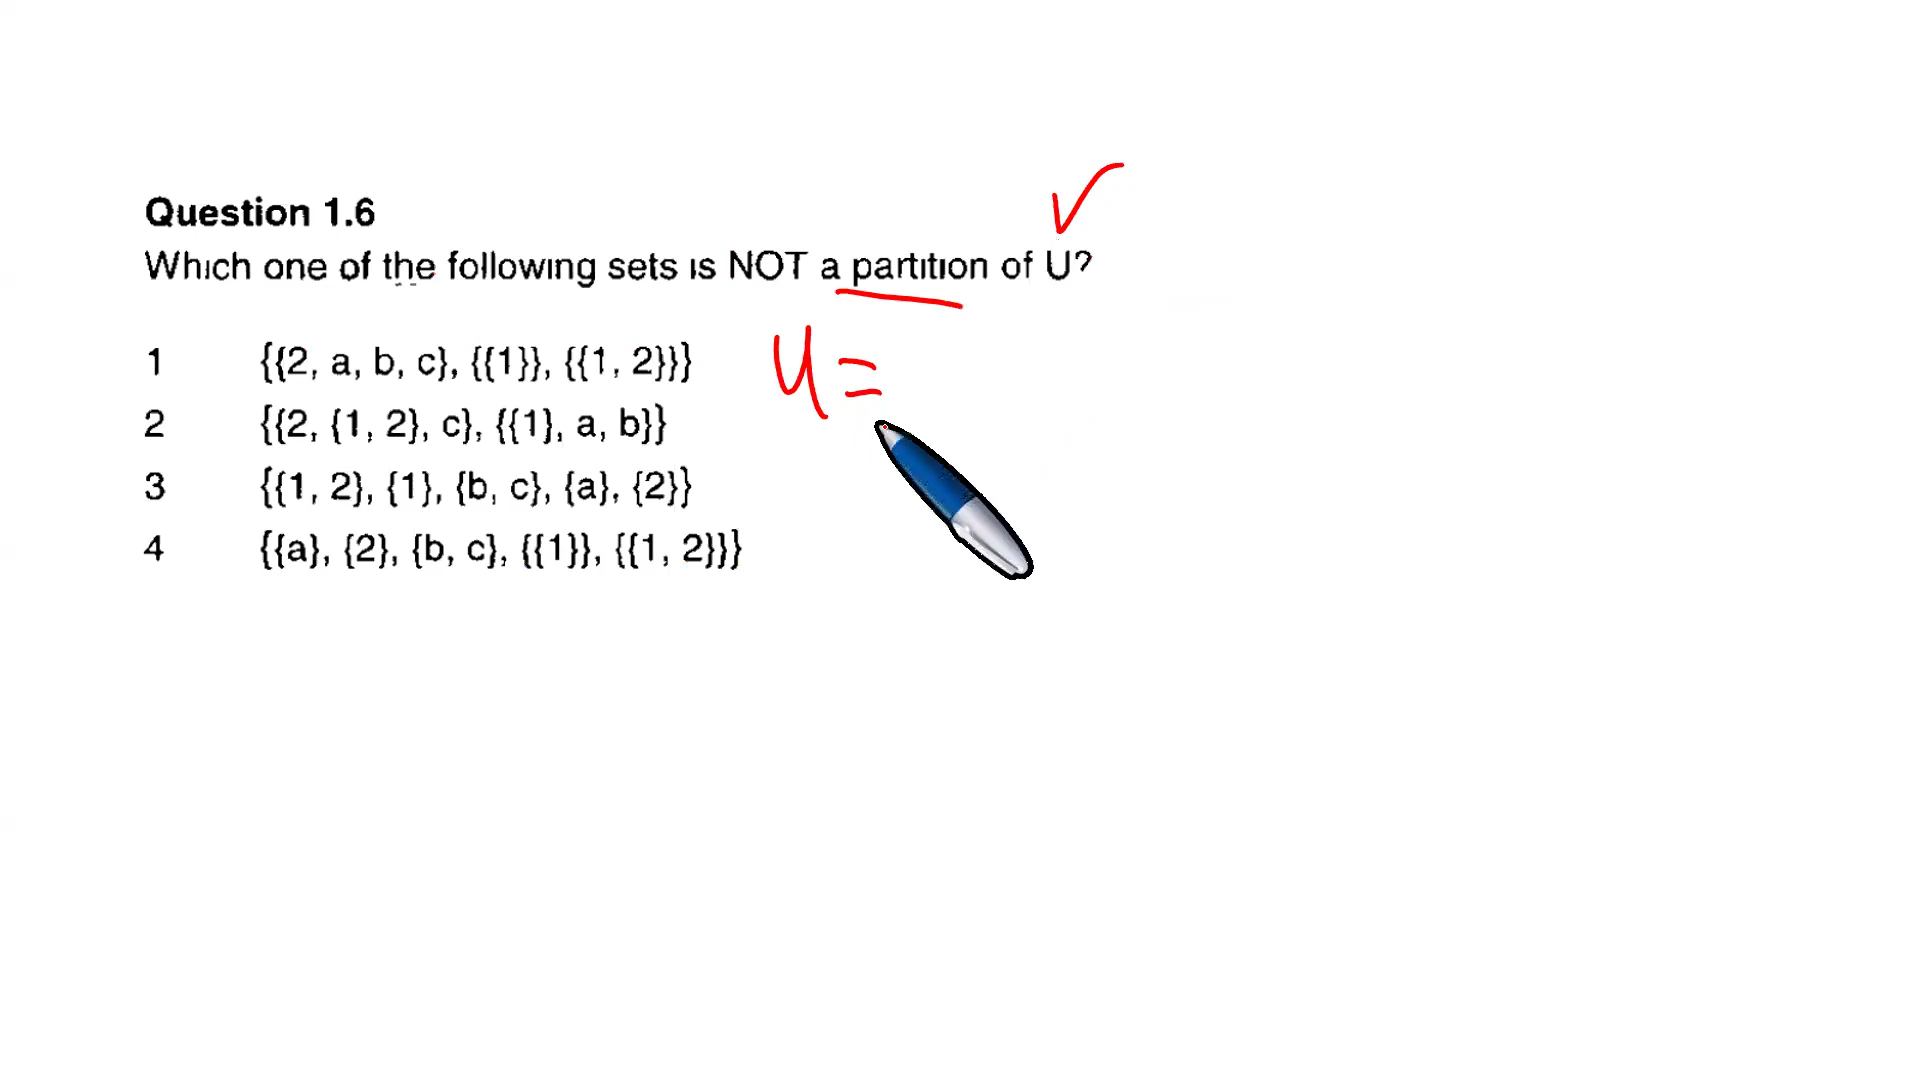 Question 1.6
Which one of the following sets is NOT a partition of U?
1 {{2, a, b, c}, {{1}}, {{1, 2}}}
U =
2 {{2, {1, 2}, c}, {{1}, a, b}}
3 {{1, 2}, {1}, {b, c}, {a}, {2}}
4 {{a}, {2}, {b, c}, {{1}}, {{1, 2}}}